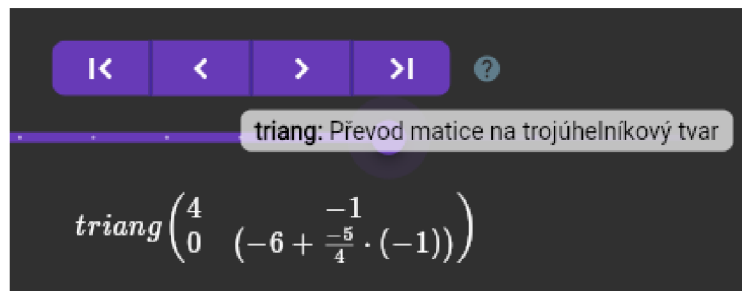 triang: Převod matice na trojúhelníkový tvar
triang(4 -1
0 (-6 + -5/4 · (-1)))